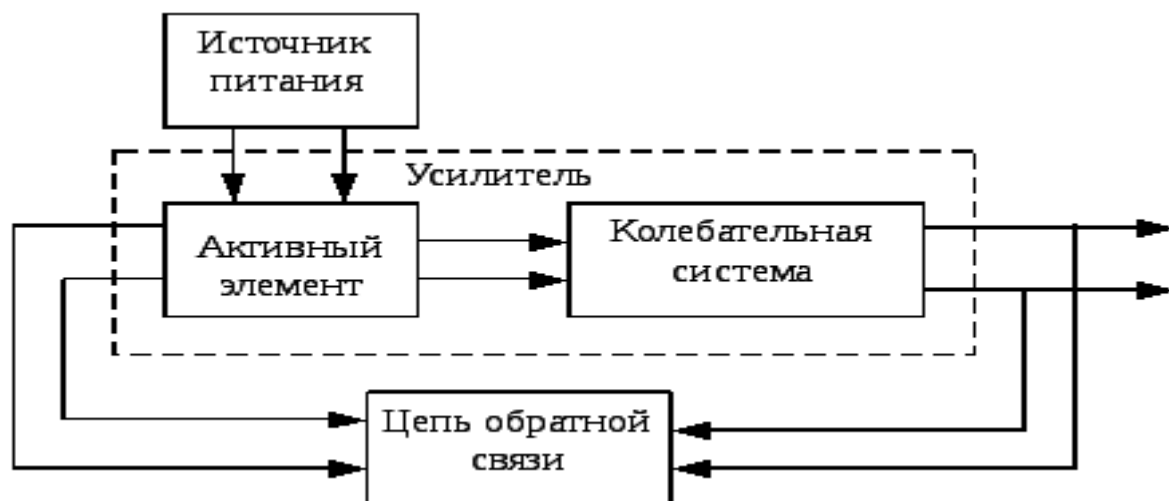 Источник
питания
Усилитель
Активный
элемент
Колебательная
система
Цепь обратной
связи